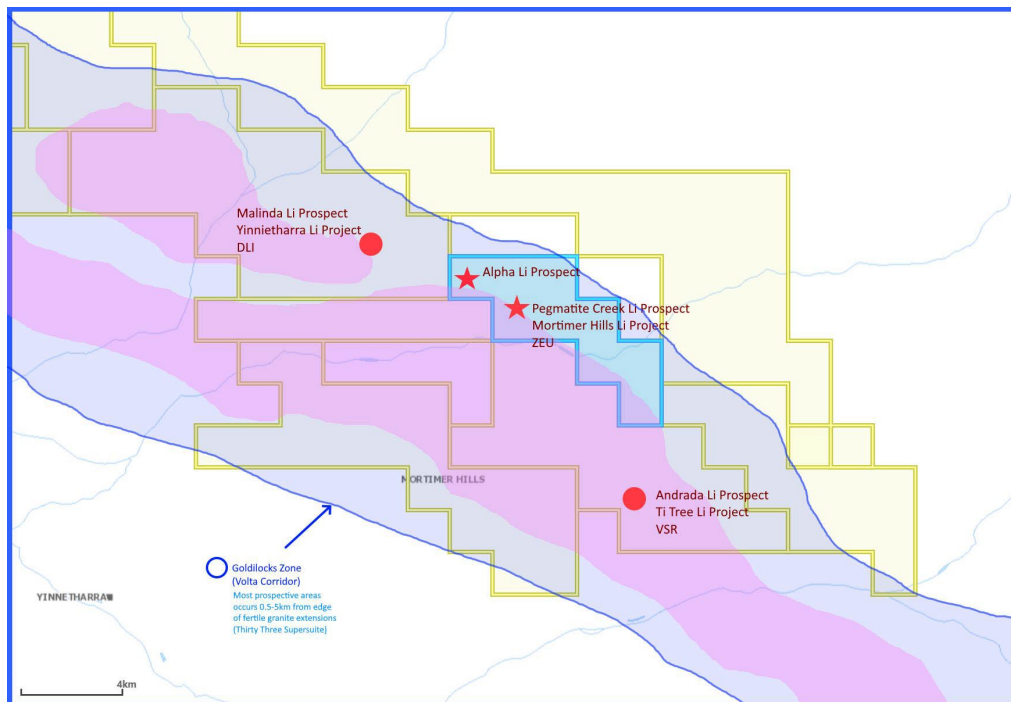 Malinda Li Prospect
Yinnietharra Li Project
DLI
Alpha Li Prospect
Pegmatite Creek Li Prospect
Mortimer Hills Li Project
ZEU
MORTIMER HILLS
Andrada Li Prospect
Ti Tree Li Project
VSR
Goldilocks Zone
(Volta Corridor)
Most prospective areas
occurs 0.5-5km from edge
of fertile granite extensions
(Thirty Three Supersuite)
YINNETHARRA
4km